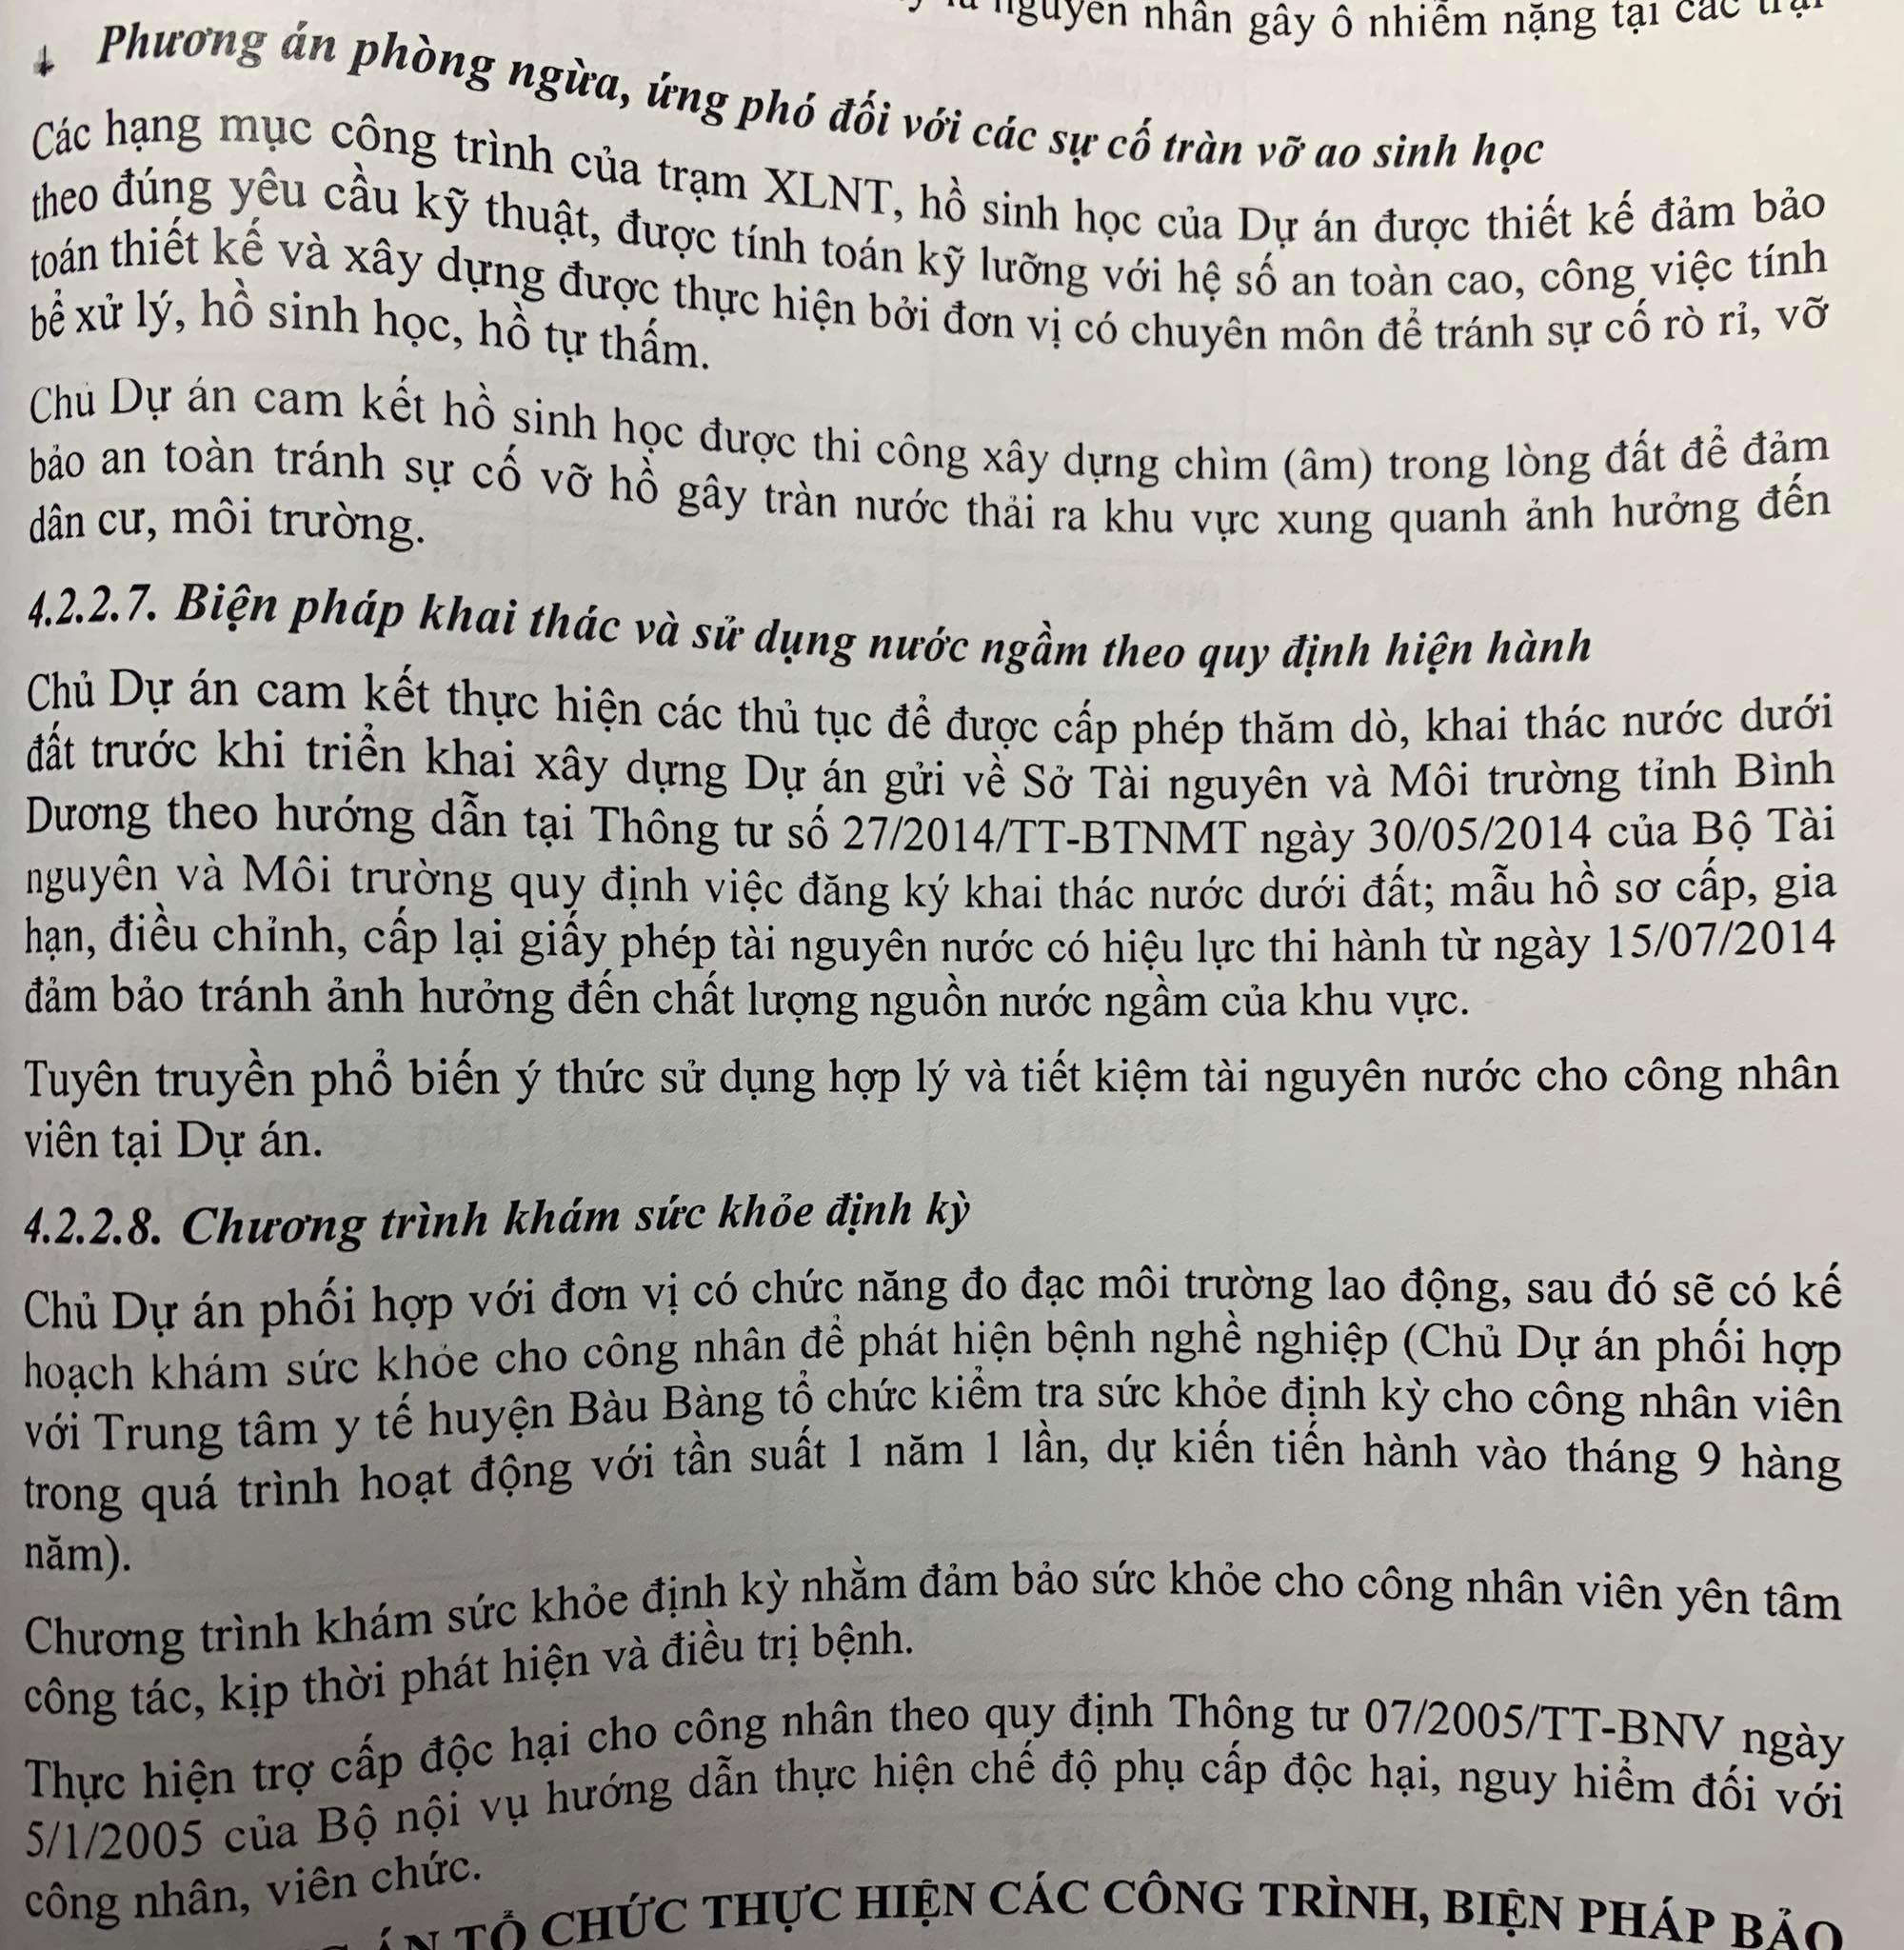 nguyên nhân gây ô nhiễm nặng tại các
Phương án phòng ngừa, ứng phó đối với các sự cố tràn vỡ ao sinh học
Các hạng mục công trình của trạm XLNT, hồ sinh học của Dự án được thiết kế đảm bảo
theo đúng yêu cầu kỹ thuật, được tính toán kỹ lưỡng với hệ số an toàn cao, công việc tính
toán thiết kế và xây dựng được thực hiện bởi đơn vị có chuyên môn để tránh sự cố rò rỉ, vỡ
bể xử lý, hồ sinh học, hồ tự thấm.
Chủ Dự án cam kết hồ sinh học được thi công xây dựng chìm (âm) trong lòng đất để đảm
bảo an toàn tránh sự cố vỡ hồ gây tràn nước thải ra khu vực xung quanh ảnh hưởng đến
dân cư, môi trường.
4.2.2.7. Biện pháp khai thác và sử dụng nước ngầm theo quy định hiện hành
Chủ Dự án cam kết thực hiện các thủ tục để được cấp phép thăm dò, khai thác nước dưới
đất trước khi triển khai xây dựng Dự án gửi về Sở Tài nguyên và Môi trường tỉnh Bình
Dương theo hướng dẫn tại Thông tư số 27/2014/TT-BTNMT ngày 30/05/2014 của Bộ Tài
nguyên và Môi trường quy định việc đăng ký khai thác nước dưới đất; mẫu hồ sơ cấp, gia
hạn, điều chỉnh, cấp lại giấy phép tài nguyên nước có hiệu lực thi hành từ ngày 15/07/2014
đảm bảo tránh ảnh hưởng đến chất lượng nguồn nước ngầm của khu vực.
Tuyên truyền phổ biến ý thức sử dụng hợp lý và tiết kiệm tài nguyên nước cho công nhân
viên tại Dự án.
4.2.2.8. Chương trình khám sức khỏe định kỳ
Chủ Dự án phối hợp với đơn vị có chức năng đo đạc môi trường lao động, sau đó sẽ có kế
hoạch khám sức khỏe cho công nhân để phát hiện bệnh nghề nghiệp (Chủ Dự án phối hợp
với Trung tâm y tế huyện Bàu Bàng tổ chức kiểm tra sức khỏe định kỳ cho công nhân viên
trong quá trình hoạt động với tần suất 1 năm 1 lần, dự kiến tiến hành vào tháng 9 hàng
năm).
Chương trình khám sức khỏe định kỳ nhằm đảm bảo sức khỏe cho công nhân viên yên tâm
công tác, kịp thời phát hiện và điều trị bệnh.
Thực hiện trợ cấp độc hại cho công nhân theo quy định Thông tư 07/2005/TT-BNV ngày
5/1/2005 của Bộ nội vụ hướng dẫn thực hiện chế độ phụ cấp độc hại, nguy hiểm đối với
công nhân, viên chức.
ÁN TỔ CHỨC THỰC HIỆN CÁC CÔNG TRÌNH, BIỆN PHÁP BẢO